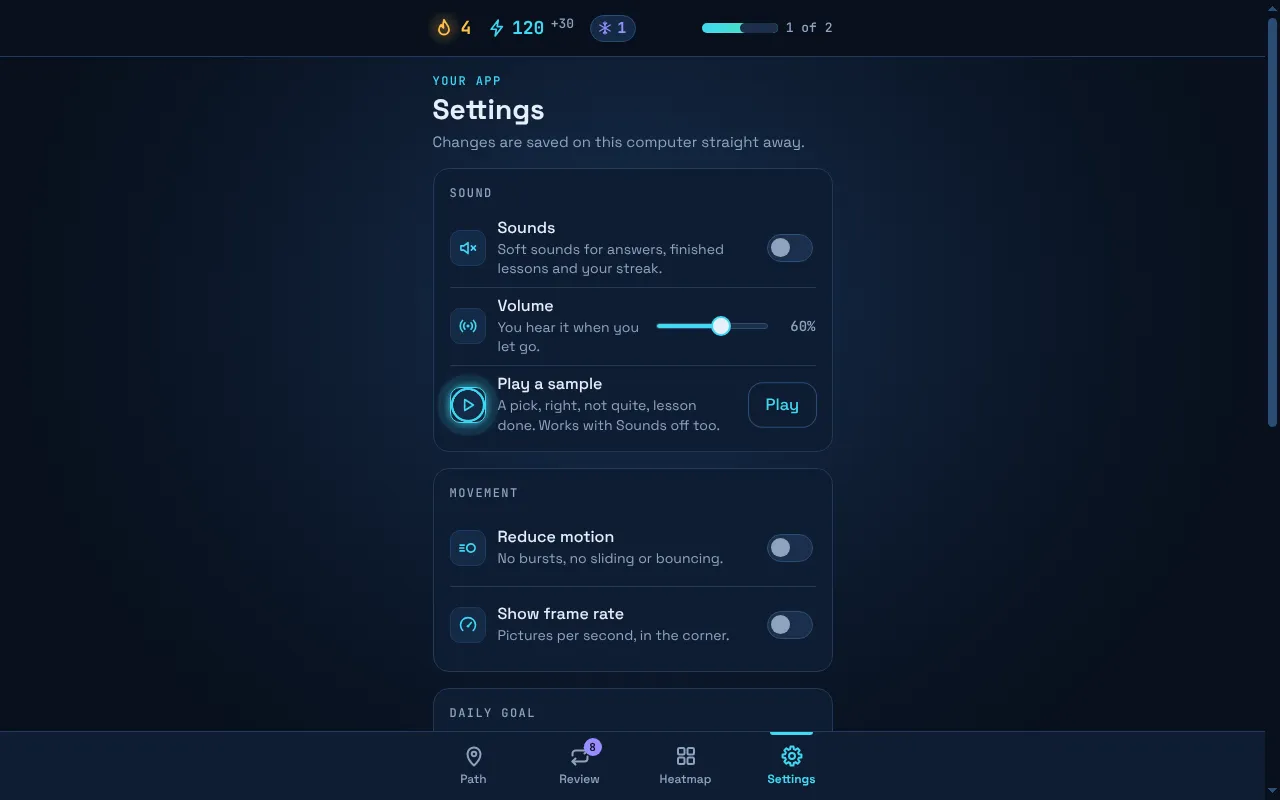 4 120 +30 1 1 of 2
YOUR APP
Settings
Changes are saved on this computer straight away.
SOUND
Sounds
Soft sounds for answers, finished
lessons and your streak.
Volume
You hear it when you
let go.
60%
Play a sample
A pick, right, not quite, lesson
done. Works with Sounds off too.
Play
MOVEMENT
Reduce motion
No bursts, no sliding or bouncing.
Show frame rate
Pictures per second, in the corner.
DAILY GOAL
8
Path Review Heatmap Settings